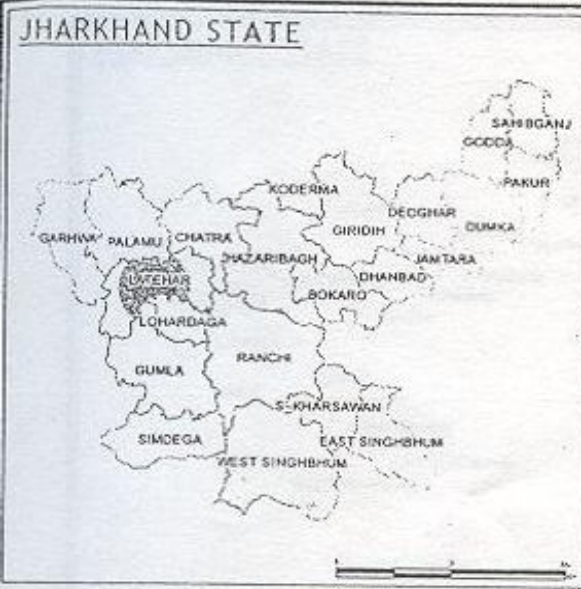 JHARKHAND STATE
SAHIBGANJ
GODDA
PAKUR
KODERMA
DEOGHAR
GIRIDIH
DUMKA
GARHWA
PALAMU
CHATRA
HAZARIBAGH
JAMTARA
DHANBAD
LATEHAR
BOKARO
LOHARDAGA
RANCHI
GUMLA
S-KHARSAWAN
SIMDEGA
EAST SINGHBHUM
WEST SINGHBHUM